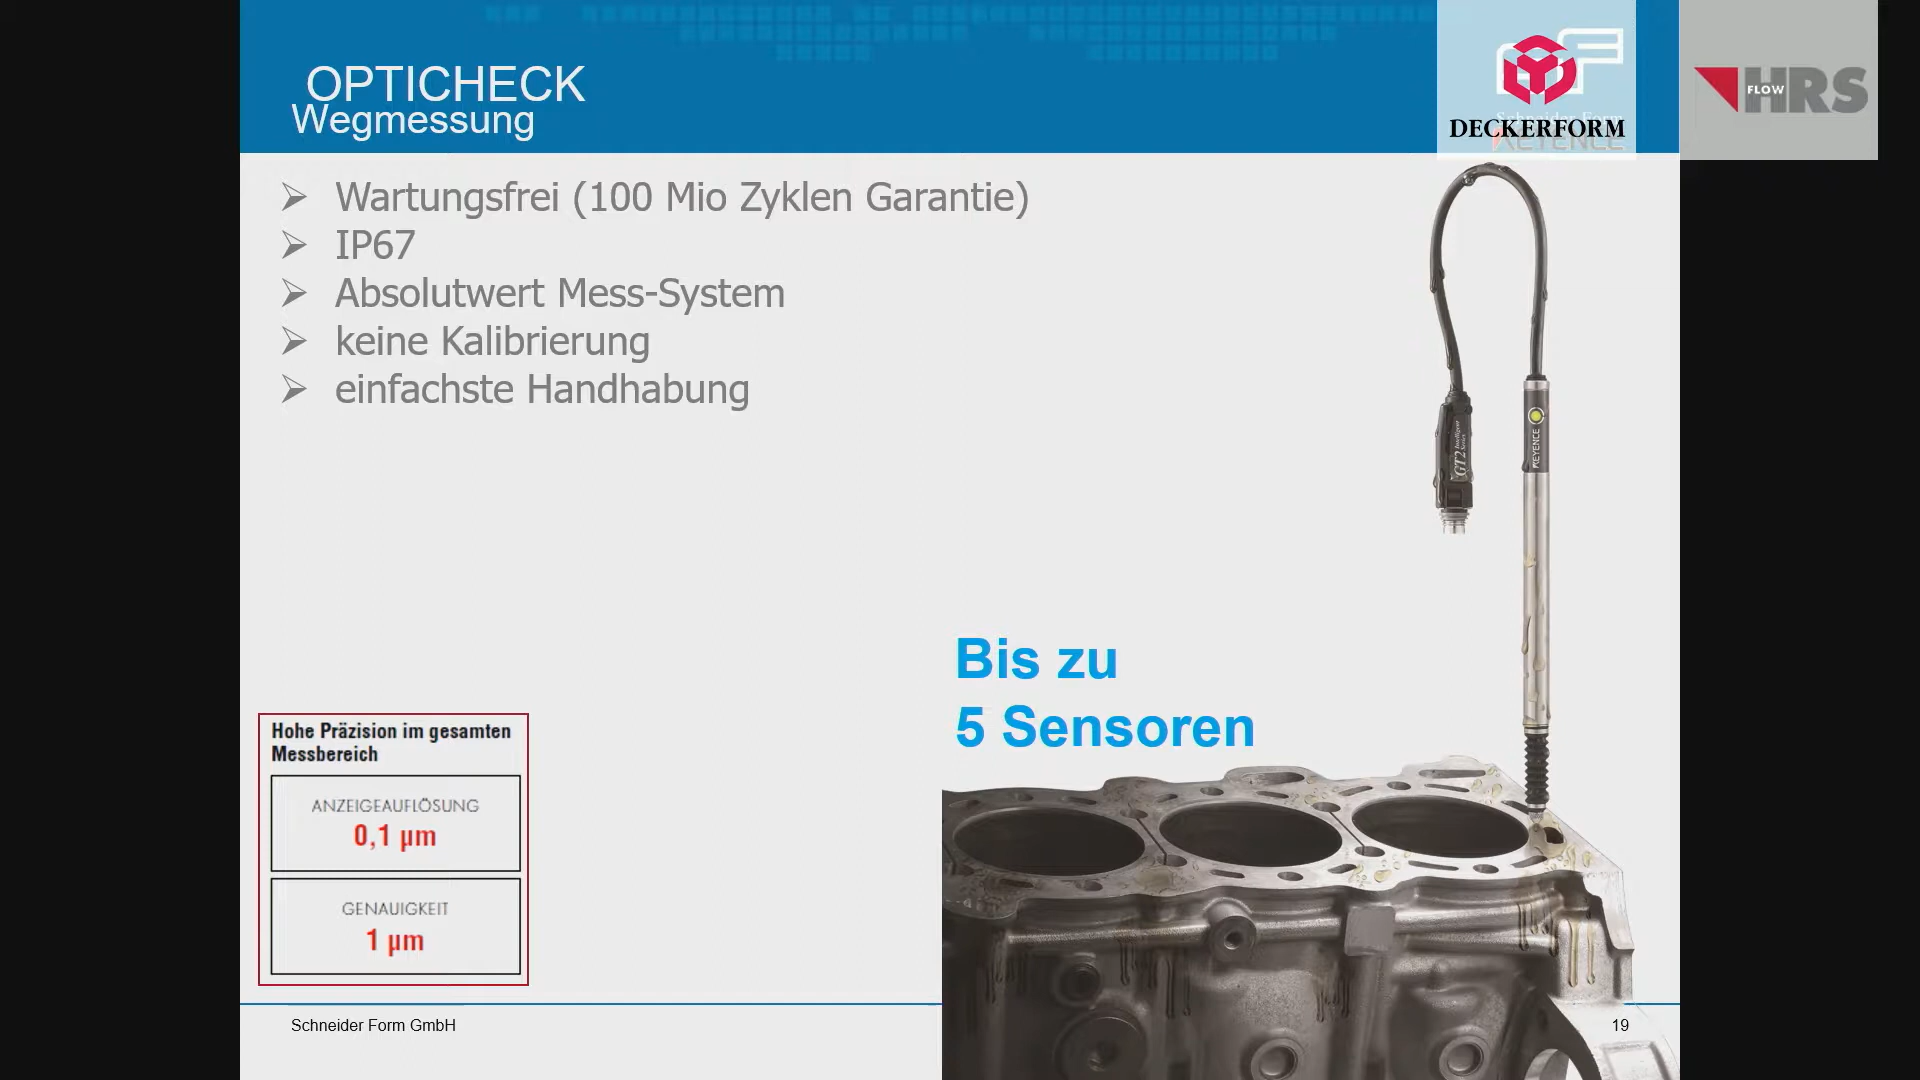 OPTICHECK
Wegmessung
DECKERFORM
FLOW HRS
Wartungsfrei (100 Mio Zyklen Garantie)
IP67
Absolutwert Mess-System
keine Kalibrierung
einfachste Handhabung
KEYENCE
GT2 Intelligent Series
Bis zu
5 Sensoren
Hohe Präzision im gesamten
Messbereich
ANZEIGEAUFLÖSUNG
0,1 µm
GENAUIGKEIT
1 µm
Schneider Form GmbH
19